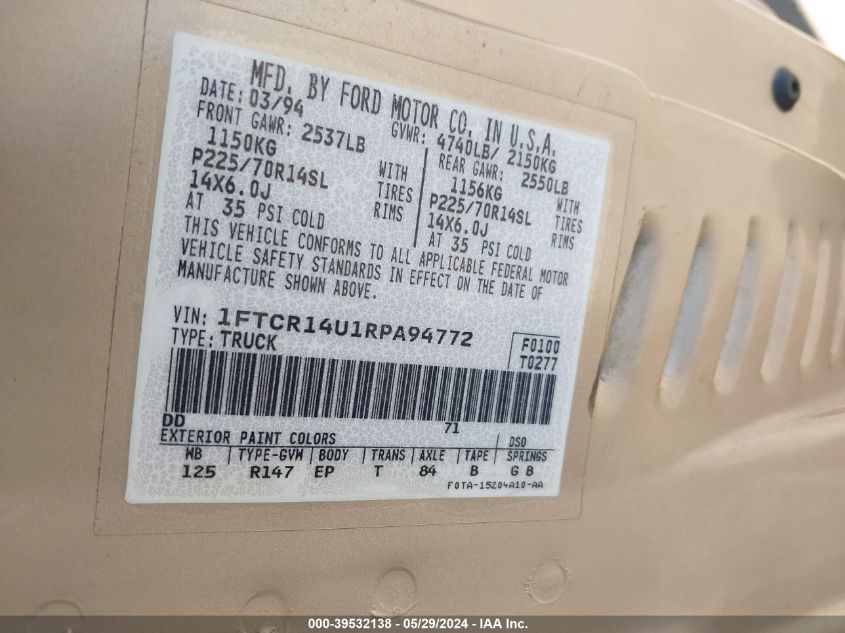 MFD. BY FORD MOTOR CO. IN U.S.A.
DATE: 03/94
GVWR: 4740LB/ 2150KG
FRONT GAWR: 2537LB
1150KG
WITH
P225/70R14SL
TIRES
14X6.0J
RIMS
AT 35 PSI COLD
REAR GAWR: 2550LB
1156KG
WITH
P225/70R14SL
TIRES
14X6.0J
RIMS
AT 35 PSI COLD
THIS VEHICLE CONFORMS TO ALL APPLICABLE FEDERAL MOTOR
VEHICLE SAFETY STANDARDS IN EFFECT ON THE DATE OF
MANUFACTURE SHOWN ABOVE.
VIN: 1FTCR14U1RPA94772
TYPE: TRUCK
F0100
T0277
DD
71
EXTERIOR PAINT COLORS
DSO
WB | TYPE-GVW | BODY | TRANS | AXLE | TAPE | SPRINGS
125 R147 EP T 84 B G B
F0TA-15204A10-AA
000-39532138 - 05/29/2024 - IAA Inc.